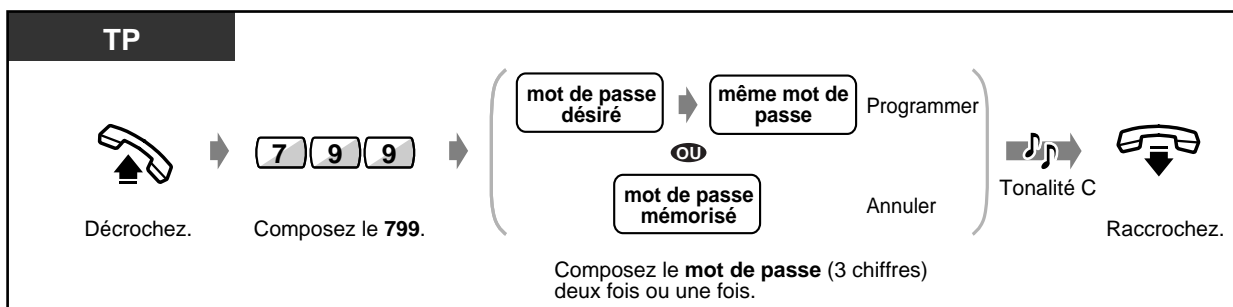 TP
mot de passe
désiré
même mot de
passe
Programmer
7 9 9
OU
Tonalité C
mot de passe
mémorisé
Annuler
Décrochez.
Composez le 799.
Raccrochez.
Composez le mot de passe (3 chiffres)
deux fois ou une fois.